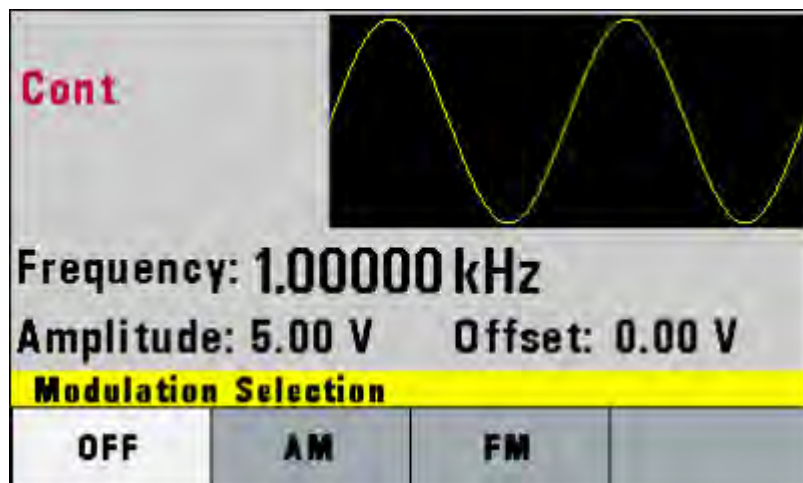 Cont
Frequency: 1.00000 kHz
Amplitude: 5.00 V Offset: 0.00 V
Modulation Selection
OFF AM FM